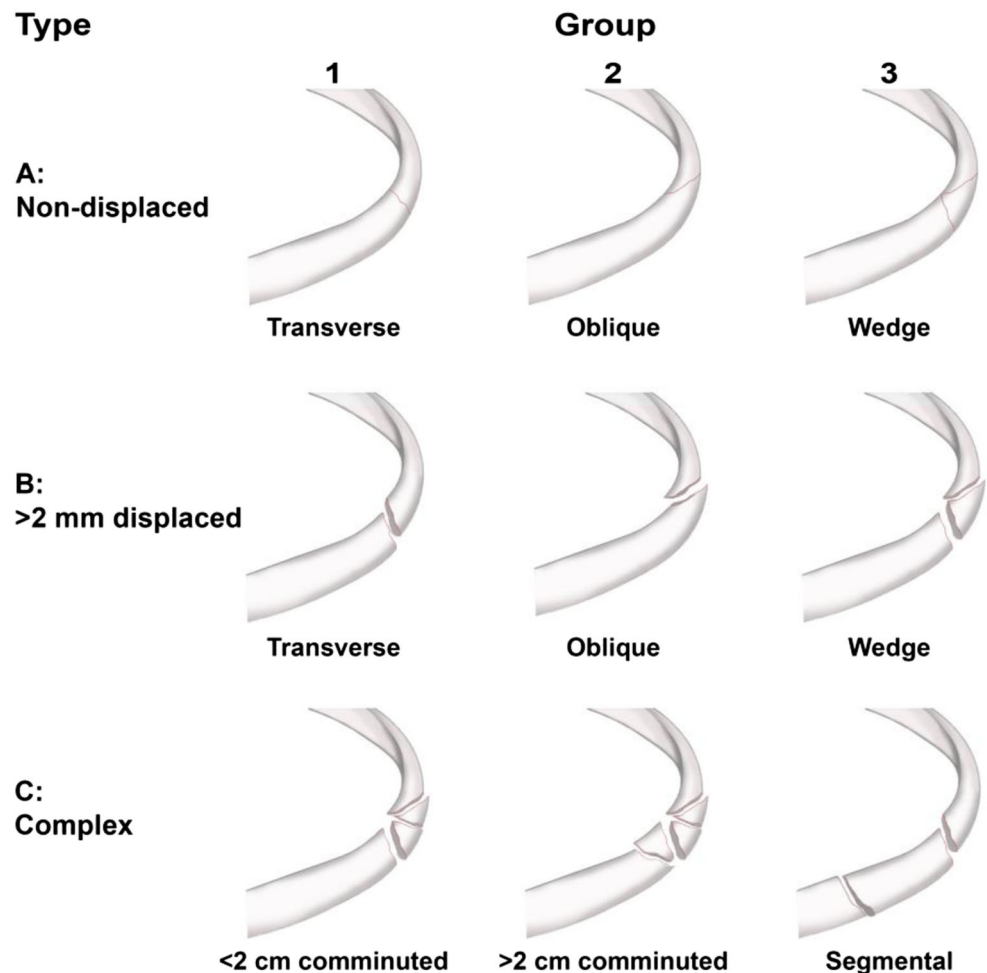 Type Group
1 2 3
A:
Non-displaced
Transverse Oblique Wedge
B:
>2 mm displaced
Transverse Oblique Wedge
C:
Complex
<2 cm comminuted >2 cm comminuted Segmental